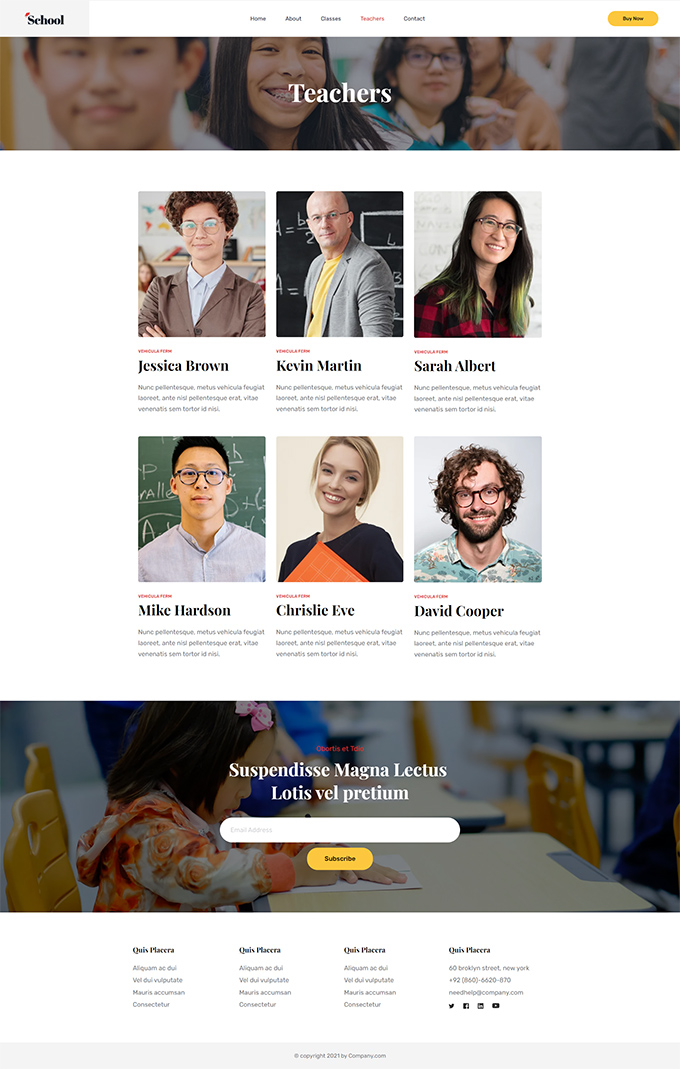 School
Home About Classes Teachers Contact
Buy Now
Teachers
VEHICULA FERM
Jessica Brown
Nunc pellentesque, metus vehicula feugiat
laoreet, ante nisl pellentesque erat, vitae
venenatis sem tortor id nisi.
VEHICULA FERM
Kevin Martin
Nunc pellentesque, metus vehicula feugiat
laoreet, ante nisl pellentesque erat, vitae
venenatis sem tortor id nisi.
VEHICULA FERM
Sarah Albert
Nunc pellentesque, metus vehicula feugiat
laoreet, ante nisl pellentesque erat, vitae
venenatis sem tortor id nisi.
VEHICULA FERM
Mike Hardson
Nunc pellentesque, metus vehicula feugiat
laoreet, ante nisl pellentesque erat, vitae
venenatis sem tortor id nisi.
VEHICULA FERM
Chrislie Eve
Nunc pellentesque, metus vehicula feugiat
laoreet, ante nisl pellentesque erat, vitae
venenatis sem tortor id nisi.
VEHICULA FERM
David Cooper
Nunc pellentesque, metus vehicula feugiat
laoreet, ante nisl pellentesque erat, vitae
venenatis sem tortor id nisi.
Obortis et Tdis
Suspendisse Magna Lectus
Lotis vel pretium
Email Address
Subscribe
Quis Placera
Aliquam ac dui
Vel dui vulputate
Mauris accumsan
Consectetur
Quis Placera
Aliquam ac dui
Vel dui vulputate
Mauris accumsan
Consectetur
Quis Placera
Aliquam ac dui
Vel dui vulputate
Mauris accumsan
Consectetur
Quis Placera
60 broklyn street, new york
+92 (860)-6620-870
needhelp@company.com
© copyright 2021 by Company.com